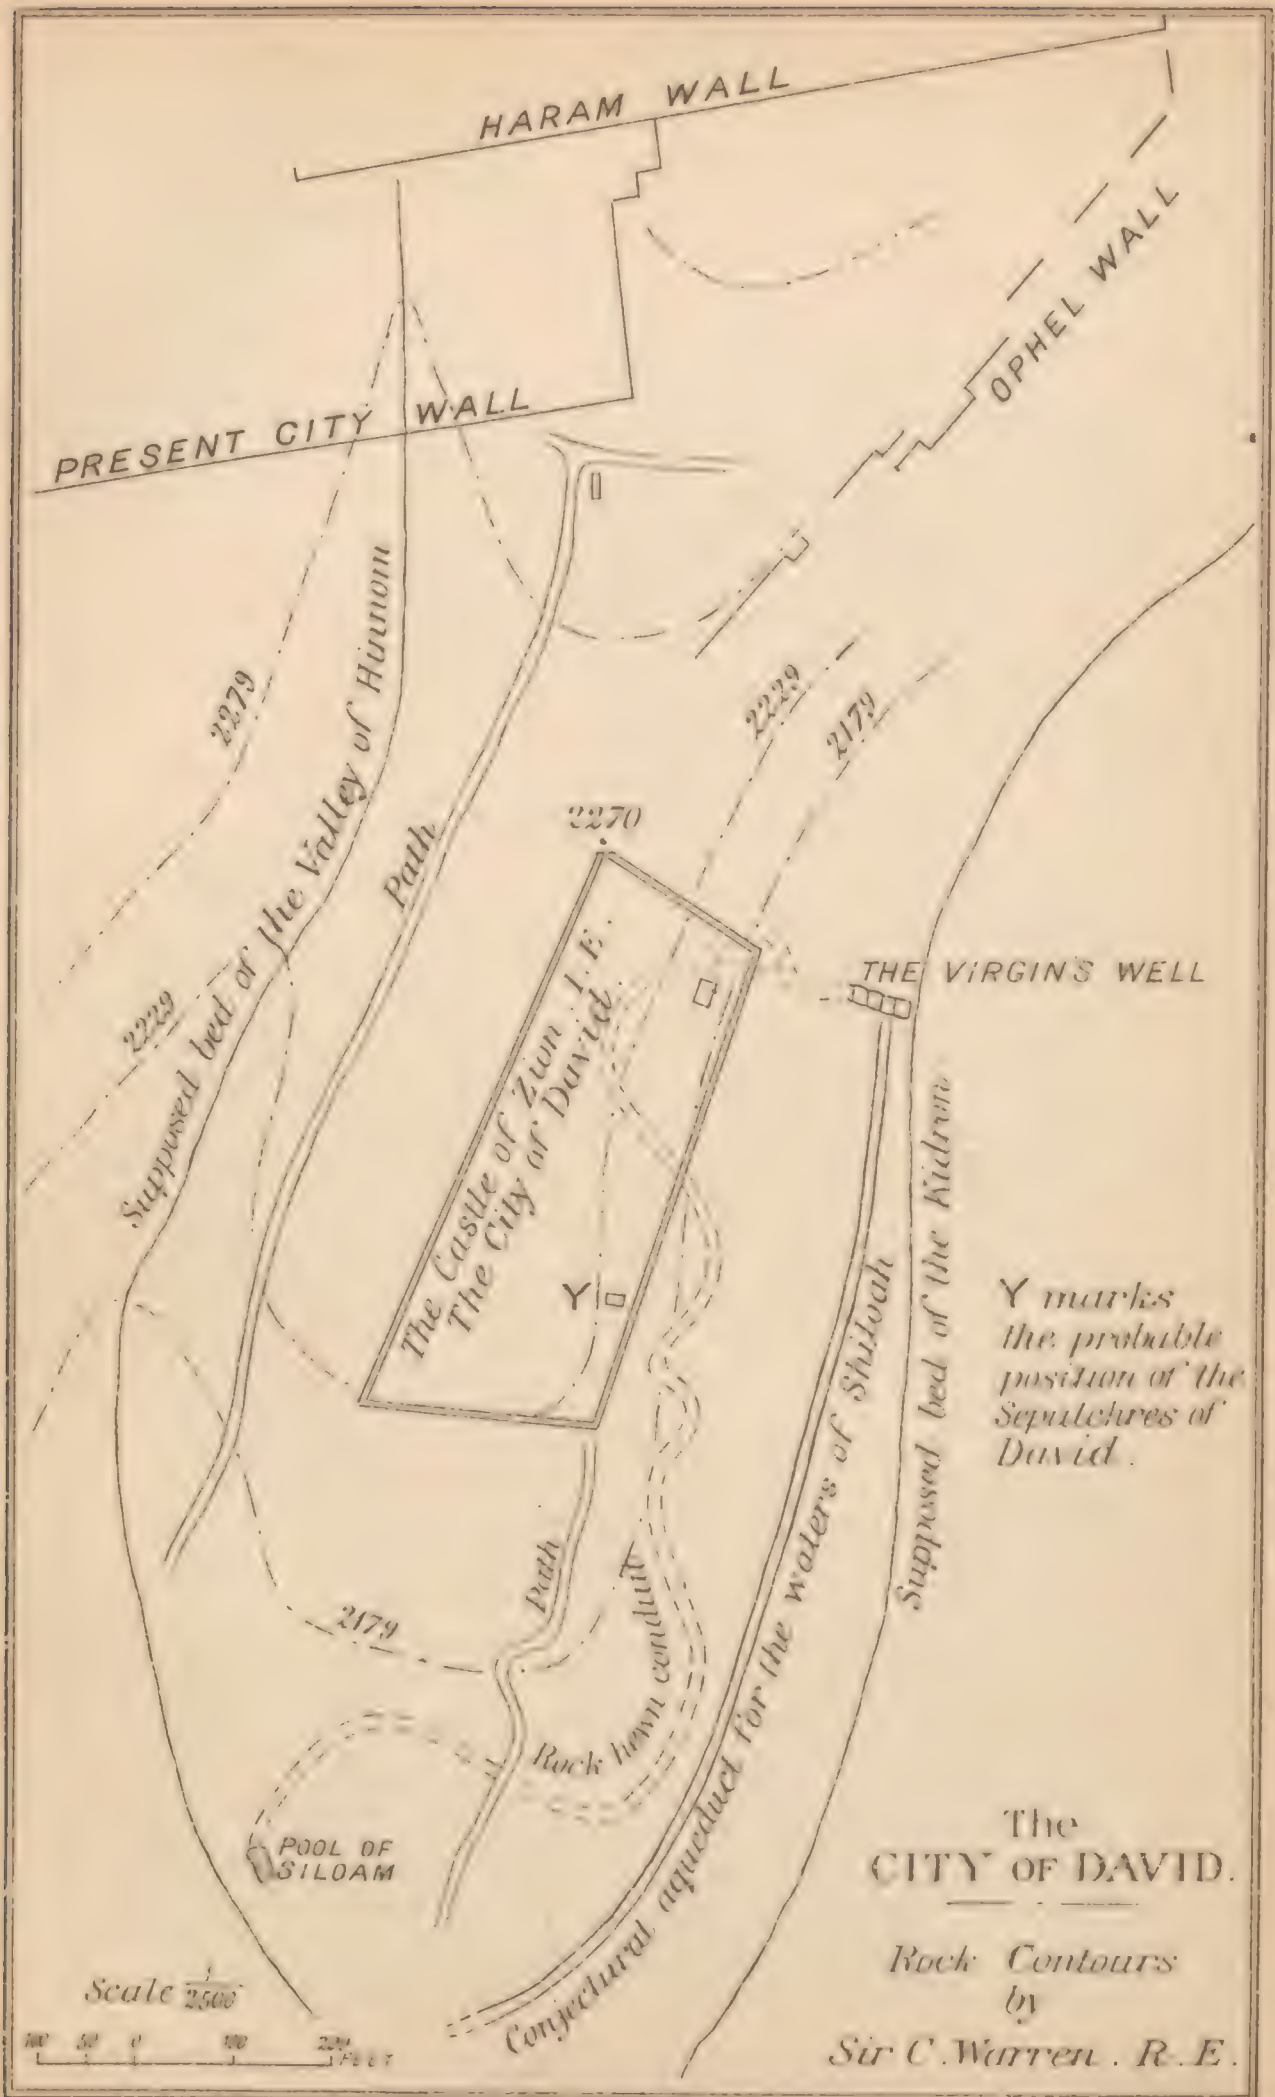 HARAM WALL
OPHEL WALL
PRESENT CITY WALL
2279
Supposed bed of the Valley of Hinnom
Path
2229
2179
2270
2229
THE VIRGIN'S WELL
The Castle of Zion I.E.
The City of David.
Y
Supposed bed of the Kidron
Y marks
the probable
position of the
Sepulchres of
David.
Conjectural aqueduct for the waters of Shiloah
Path
2179
Rock hewn conduit
POOL OF
SILOAM
The
CITY OF DAVID.
Rock Contours
by
Sir C. Warren. R.E.
Scale 1/2500
100 50 0 100 200
FEET